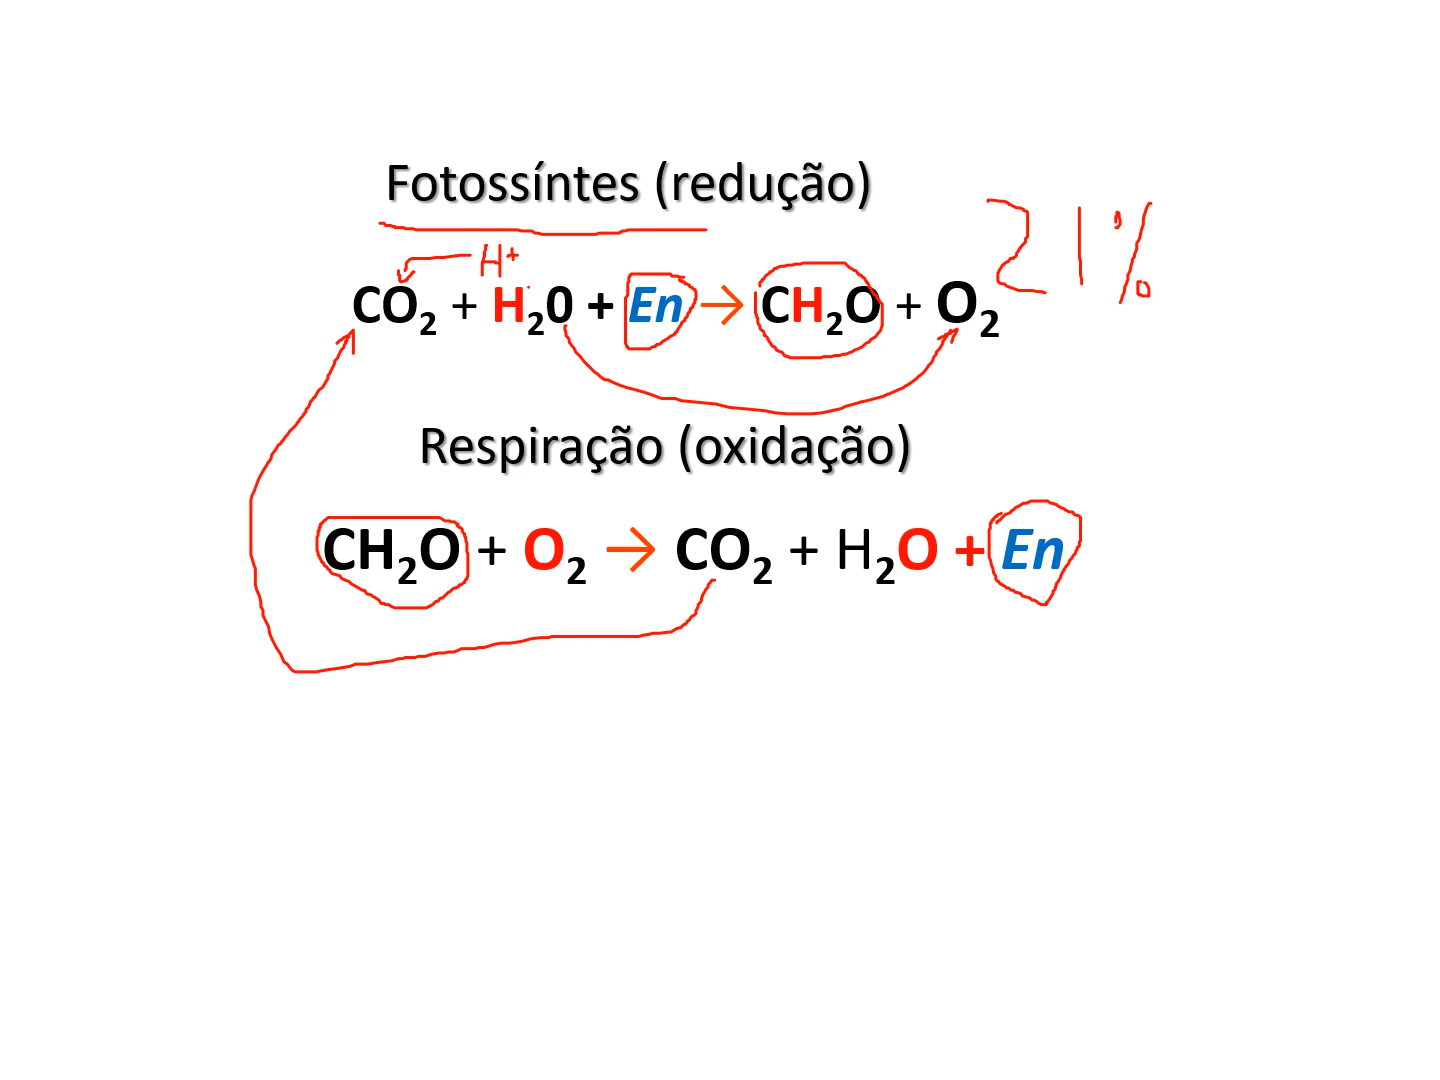 Fotossíntes (redução)
21%
H+
CO2 + H20 + En → CH2O + O2
Respiração (oxidação)
CH2O + O2 → CO2 + H2O + En